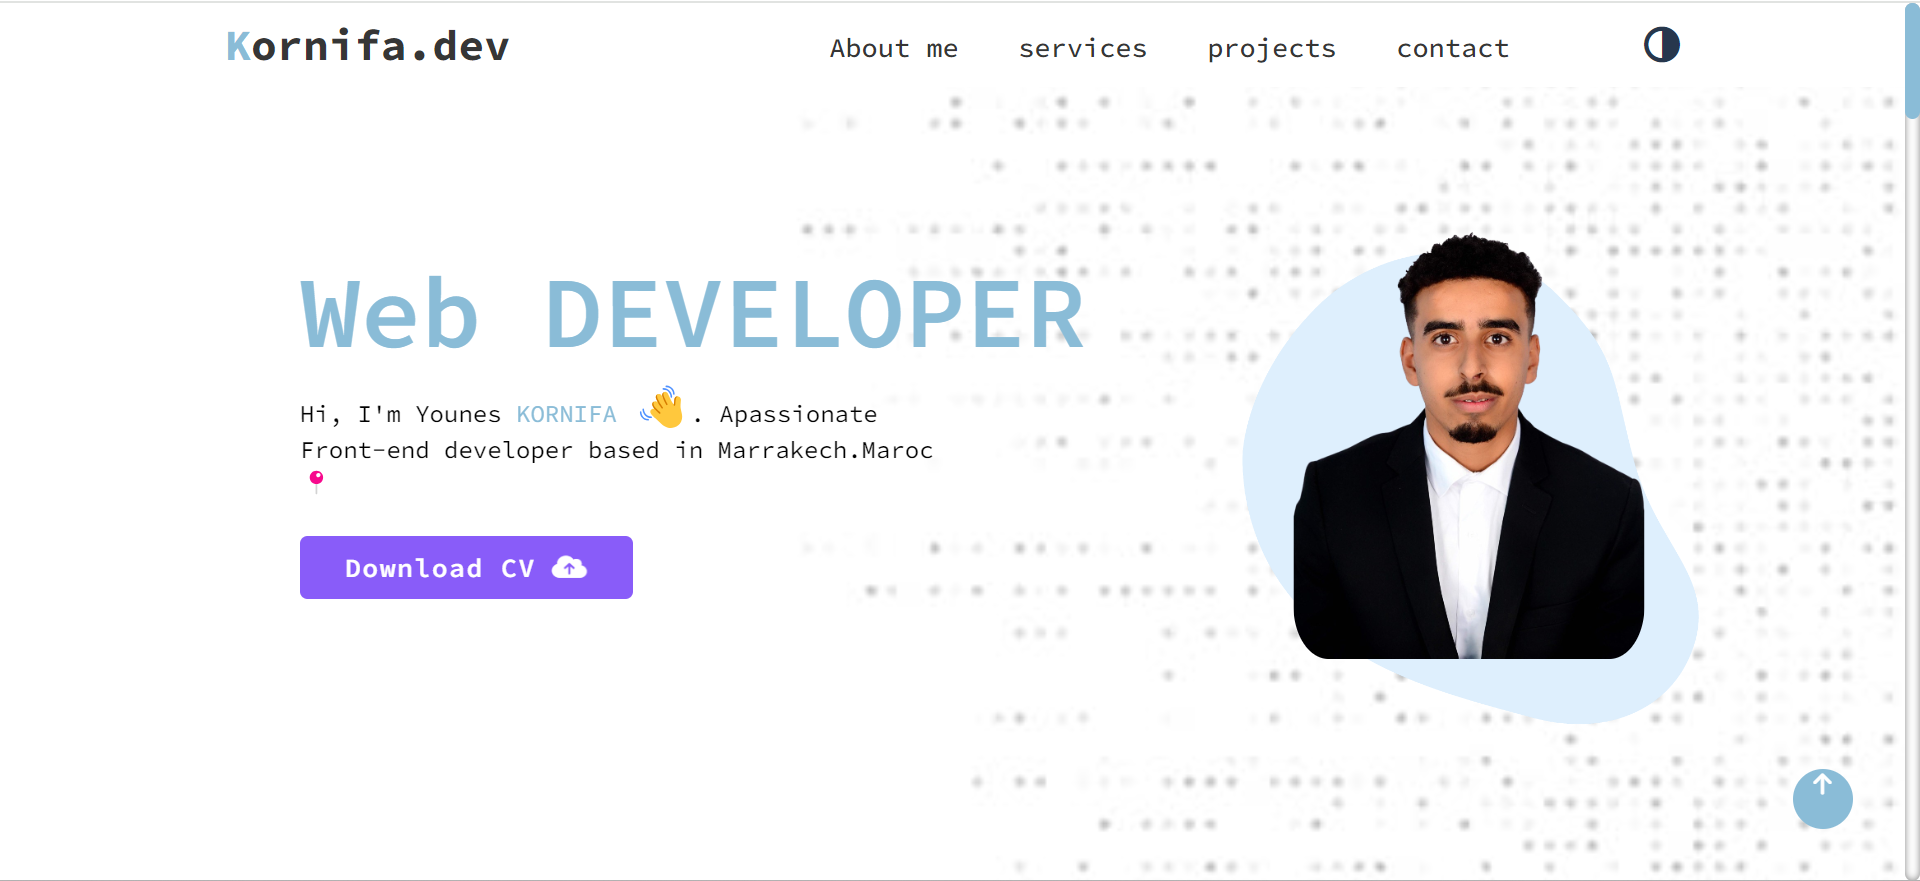 Kornifa.dev
About me services projects contact
Web DEVELOPER
Hi, I'm Younes KORNIFA 👋. Apassionate
Front-end developer based in Marrakech.Maroc
📍
Download CV